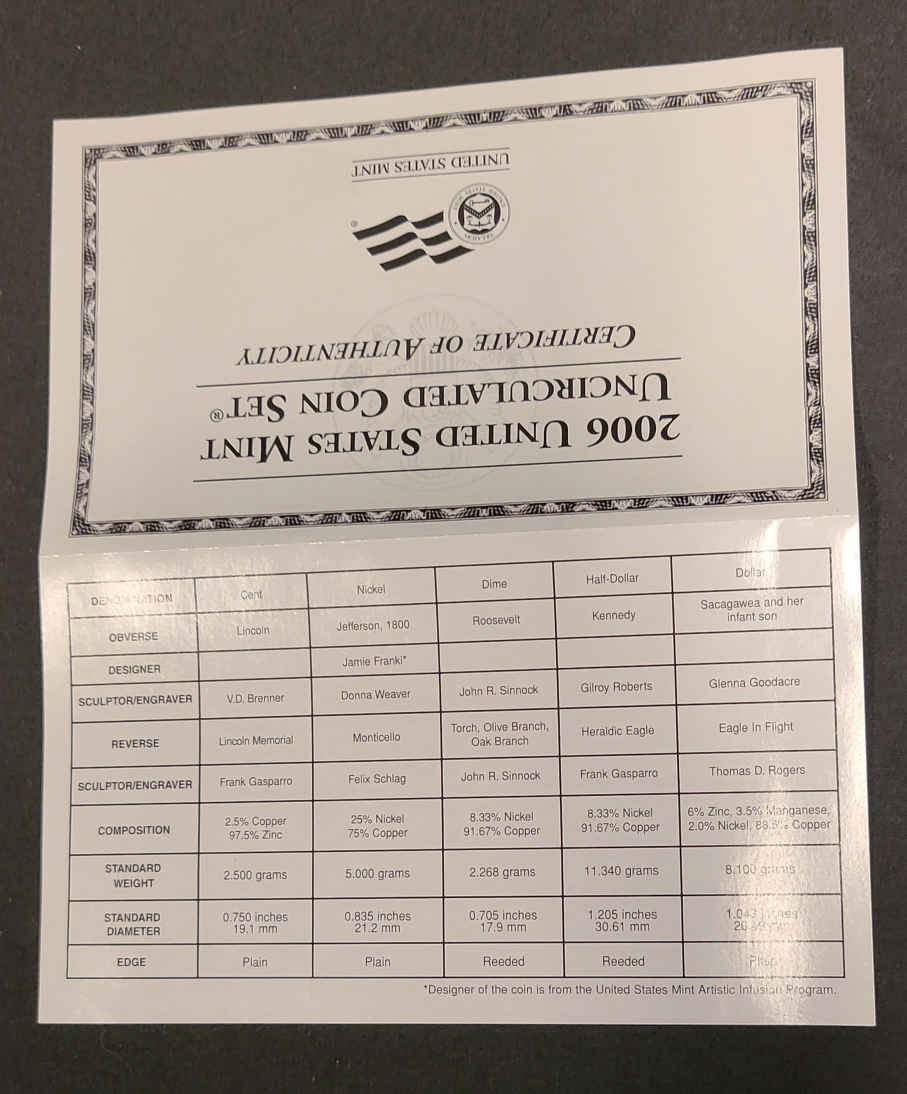 UNITED STATES MINT
CERTIFICATE OF AUTHENTICITY
UNCIRCULATED COIN SET®
2006 UNITED STATES MINT
DENOMINATION Cent Nickel Dime Half-Dollar Dollar
OBVERSE Lincoln Jefferson, 1800 Roosevelt Kennedy Sacagawea and her
infant son
DESIGNER Jamie Franki*
SCULPTOR/ENGRAVER V.D. Brenner Donna Weaver John R. Sinnock Gilroy Roberts Glenna Goodacre
REVERSE Lincoln Memorial Monticello Torch, Olive Branch, Heraldic Eagle Eagle In Flight
Oak Branch
SCULPTOR/ENGRAVER Frank Gasparro Felix Schlag John R. Sinnock Frank Gasparro Thomas D. Rogers
COMPOSITION 2.5% Copper 25% Nickel 8.33% Nickel 8.33% Nickel 6% Zinc, 3.5% Manganese,
97.5% Zinc 75% Copper 91.67% Copper 91.67% Copper 2.0% Nickel, 88.5% Copper
STANDARD
WEIGHT 2.500 grams 5.000 grams 2.268 grams 11.340 grams 8.100 grams
STANDARD 0.750 inches 0.835 inches 0.705 inches 1.205 inches 1.043 inches
DIAMETER 19.1 mm 21.2 mm 17.9 mm 30.61 mm
EDGE Plain Plain Reeded Reeded Plain
*Designer of the coin is from the United States Mint Artistic Infusion Program.